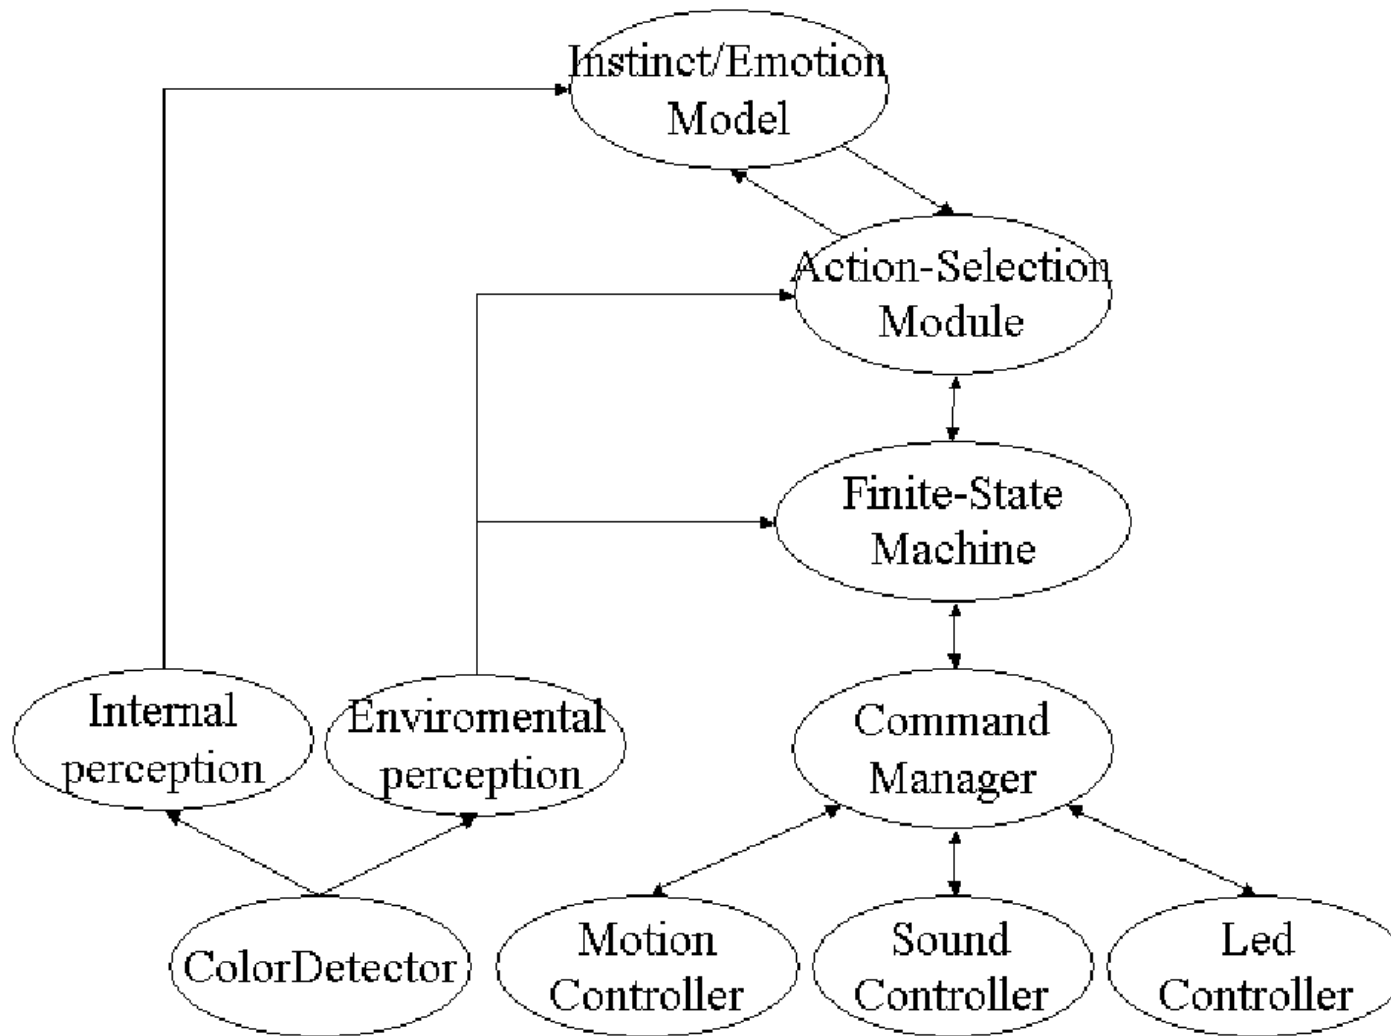 Instinct/Emotion
Model
Action-Selection
Module
Finite-State
Machine
Internal
perception
Enviromental
perception
Command
Manager
ColorDetector
Motion
Controller
Sound
Controller
Led
Controller